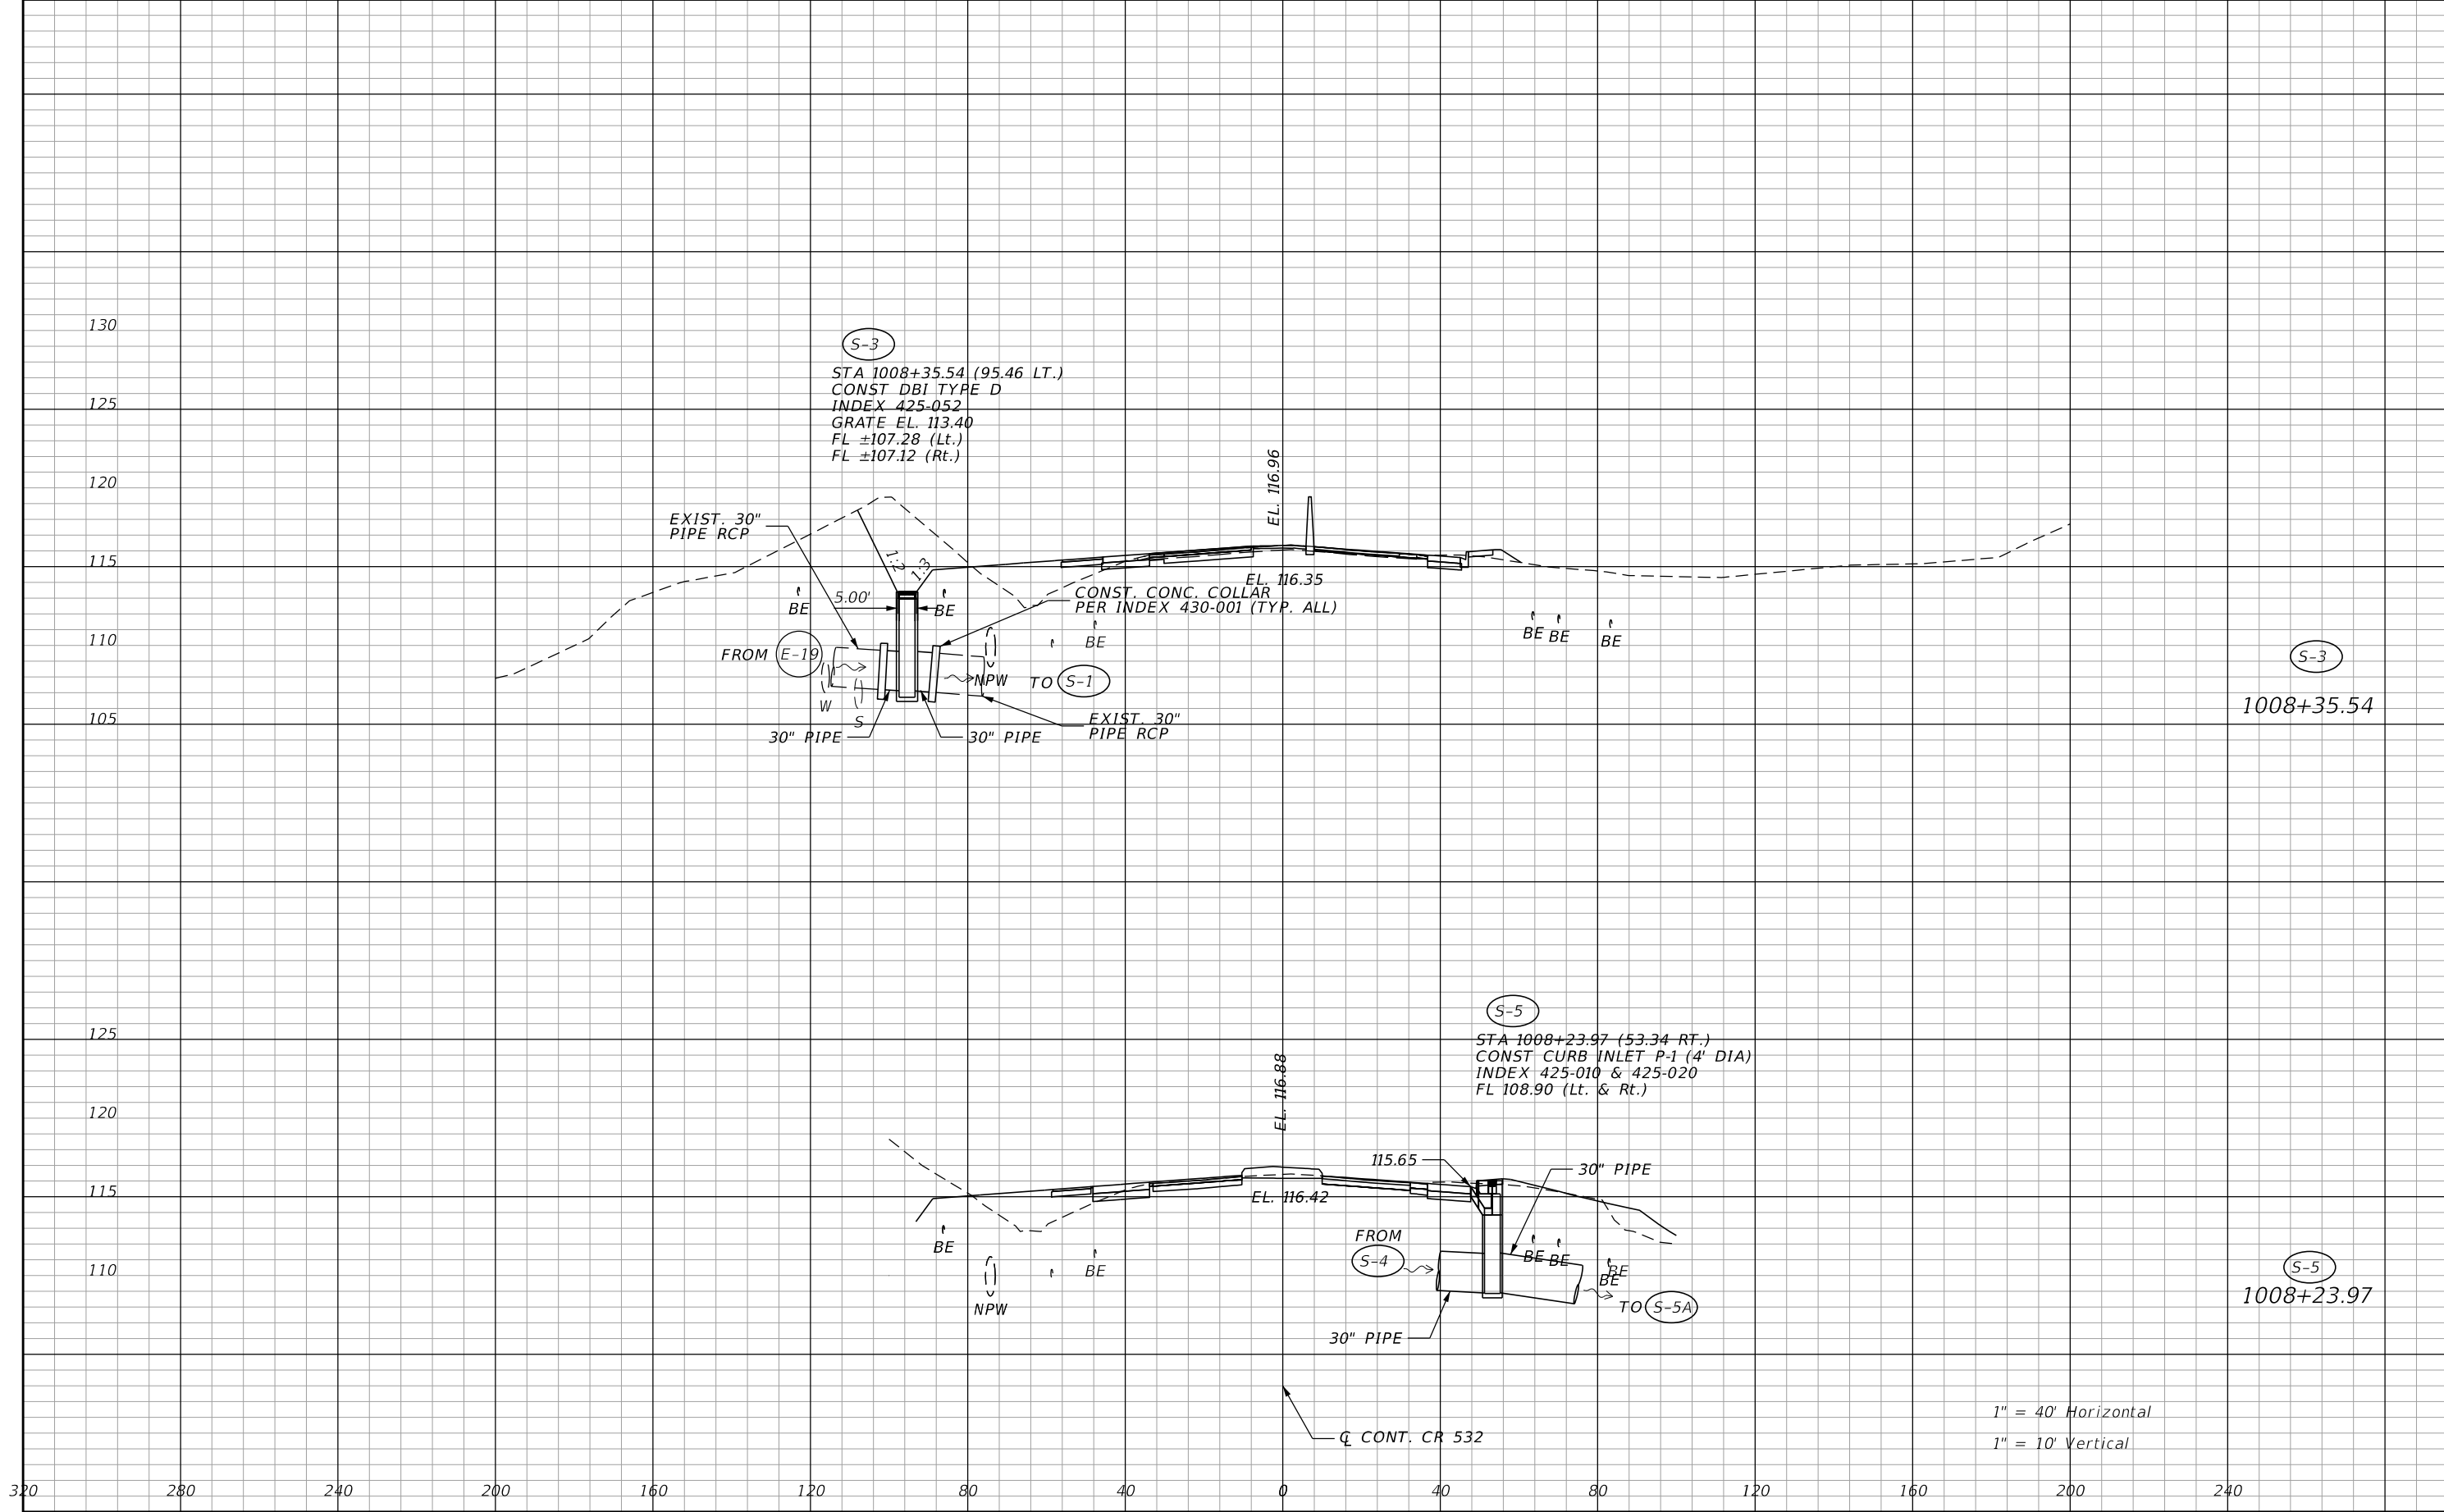 130
125
120
115
110
105
S-3
STA 1008+35.54 (95.46 LT.)
CONST DBI TYPE D
INDEX 425-052
GRATE EL. 113.40
FL ±107.28 (Lt.)
FL ±107.12 (Rt.)
EXIST. 30"
PIPE RCP
1:2
1:3
5.00'
BE
BE
FROM E-19
W
S
30" PIPE
30" PIPE
NPW
TO S-1
BE
EXIST. 30"
PIPE RCP
CONST. CONC. COLLAR
PER INDEX 430-001 (TYP. ALL)
EL. 116.96
EL. 116.35
BE
BE
BE
S-3
1008+35.54
125
120
115
110
S-5
STA 1008+23.97 (53.34 RT.)
CONST CURB INLET P-1 (4' DIA)
INDEX 425-010 & 425-020
FL 108.90 (Lt. & Rt.)
EL. 116.88
115.65
30" PIPE
EL. 116.42
BE
NPW
BE
FROM
S-4
BE
BE
BE
BE
TO S-5A
30" PIPE
S-5
1008+23.97
℄ CONT. CR 532
1" = 40' Horizontal
1" = 10' Vertical
320 280 240 200 160 120 80 40 0 40 80 120 160 200 240